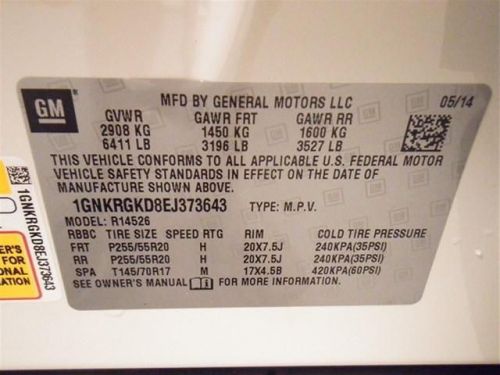 GM
MFD BY GENERAL MOTORS LLC
05/14
GVWR GAWR FRT GAWR RR
2908 KG 1450 KG 1600 KG
6411 LB 3196 LB 3527 LB
THIS VEHICLE CONFORMS TO ALL APPLICABLE U.S. FEDERAL MOTOR
VEHICLE SAFETY STANDARDS IN EFFECT ON THE DATE OF
MANUFACTURE SHOWN ABOVE.
1GNKRGKD8EJ373643 TYPE: M.P.V.
MODEL: R14526
RBBC TIRE SIZE SPEED RTG RIM COLD TIRE PRESSURE
FRT P255/55R20 H 20X7.5J 240KPA(35PSI)
RR P255/55R20 H 20X7.5J 240KPA(35PSI)
SPA T145/70R17 M 17X4.5B 420KPA(60PSI)
SEE OWNER'S MANUAL FOR MORE INFORMATION
1GNKRGKD8EJ373643